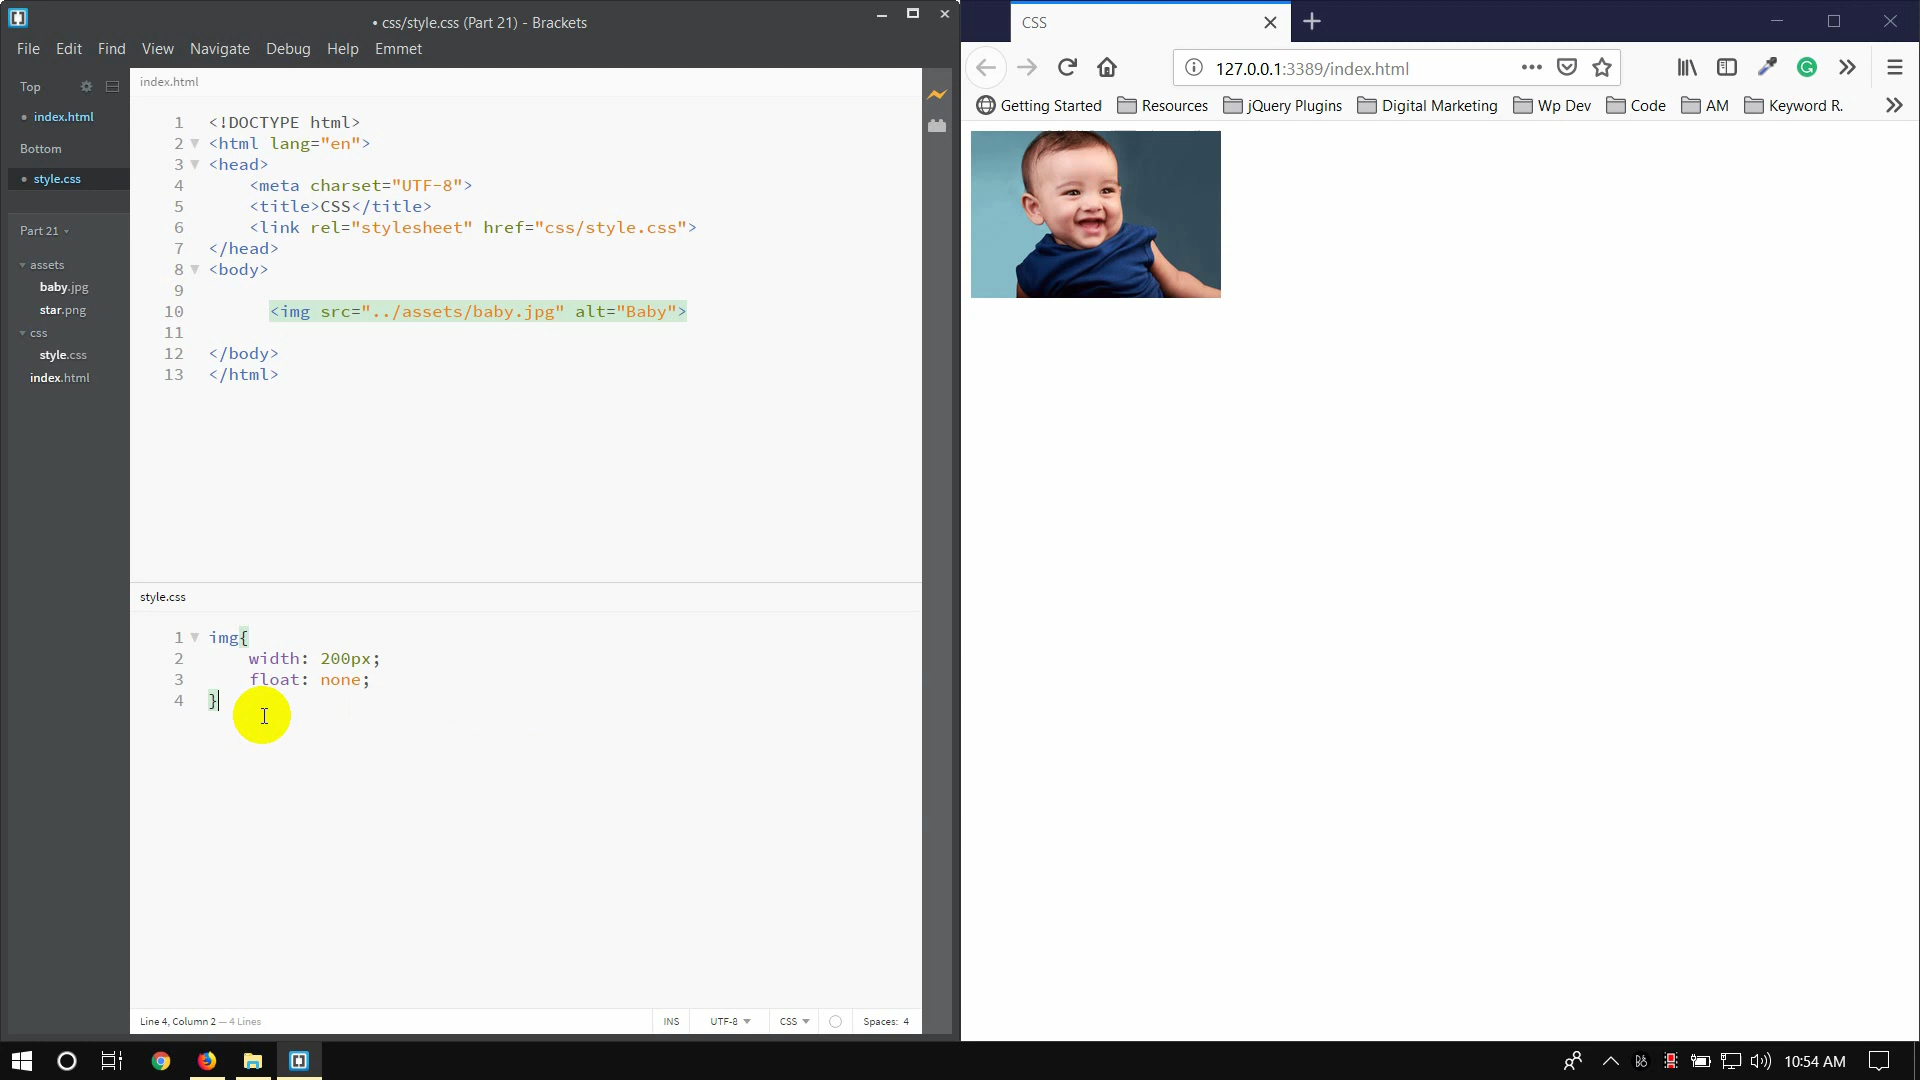 • css/style.css (Part 21) - Brackets
File Edit Find View Navigate Debug Help Emmet
Top
• index.html
Bottom
• style.css
Part 21
assets
baby.jpg
star.png
css
style.css
index.html
index.html
1 <!DOCTYPE html>
2 <html lang="en">
3 <head>
4 <meta charset="UTF-8">
5 <title>CSS</title>
6 <link rel="stylesheet" href="css/style.css">
7 </head>
8 <body>
9
10 <img src="../assets/baby.jpg" alt="Baby">
11
12 </body>
13 </html>
style.css
1 img{
2 width: 200px;
3 float: none;
4 }
Line 4, Column 2 — 4 Lines
INS UTF-8 CSS Spaces: 4
CSS
127.0.0.1:3389/index.html
Getting Started Resources jQuery Plugins Digital Marketing Wp Dev Code AM Keyword R.
10:54 AM